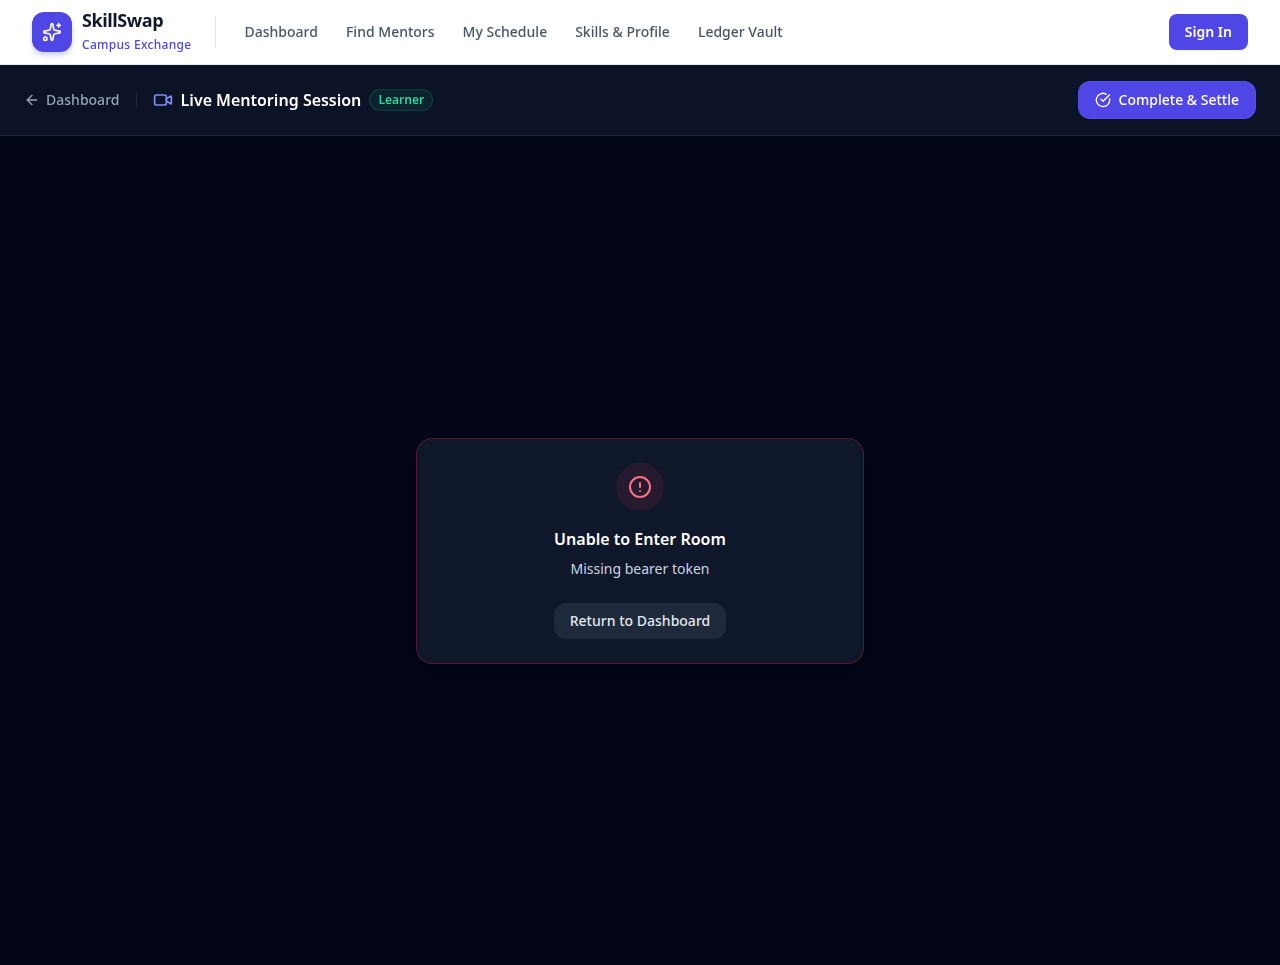 SkillSwap
Campus Exchange
Dashboard
Find Mentors
My Schedule
Skills & Profile
Ledger Vault
Sign In
Dashboard
Live Mentoring Session
Learner
Complete & Settle
Unable to Enter Room
Missing bearer token
Return to Dashboard